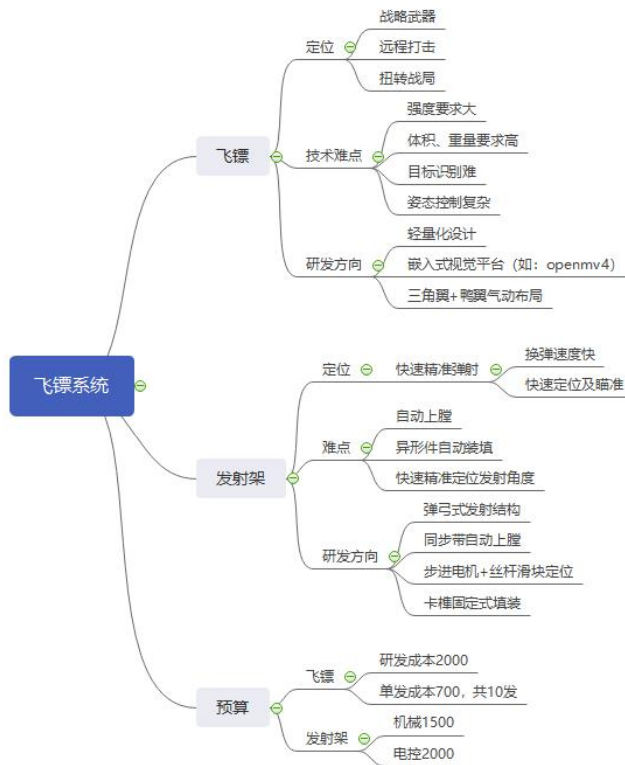 飞镖系统
飞镖
定位
战略武器
远程打击
扭转战局
技术难点
强度要求大
体积、重量要求高
目标识别难
姿态控制复杂
研发方向
轻量化设计
嵌入式视觉平台（如：openmv4）
三角翼+鸭翼气动布局
发射架
定位
快速精准弹射
换弹速度快
快速定位及瞄准
难点
自动上膛
异形件自动装填
快速精准定位发射角度
研发方向
弹弓式发射结构
同步带自动上膛
步进电机+丝杆滑块定位
卡榫固定式填装
预算
飞镖
研发成本2000
单发成本700，共10发
发射架
机械1500
电控2000